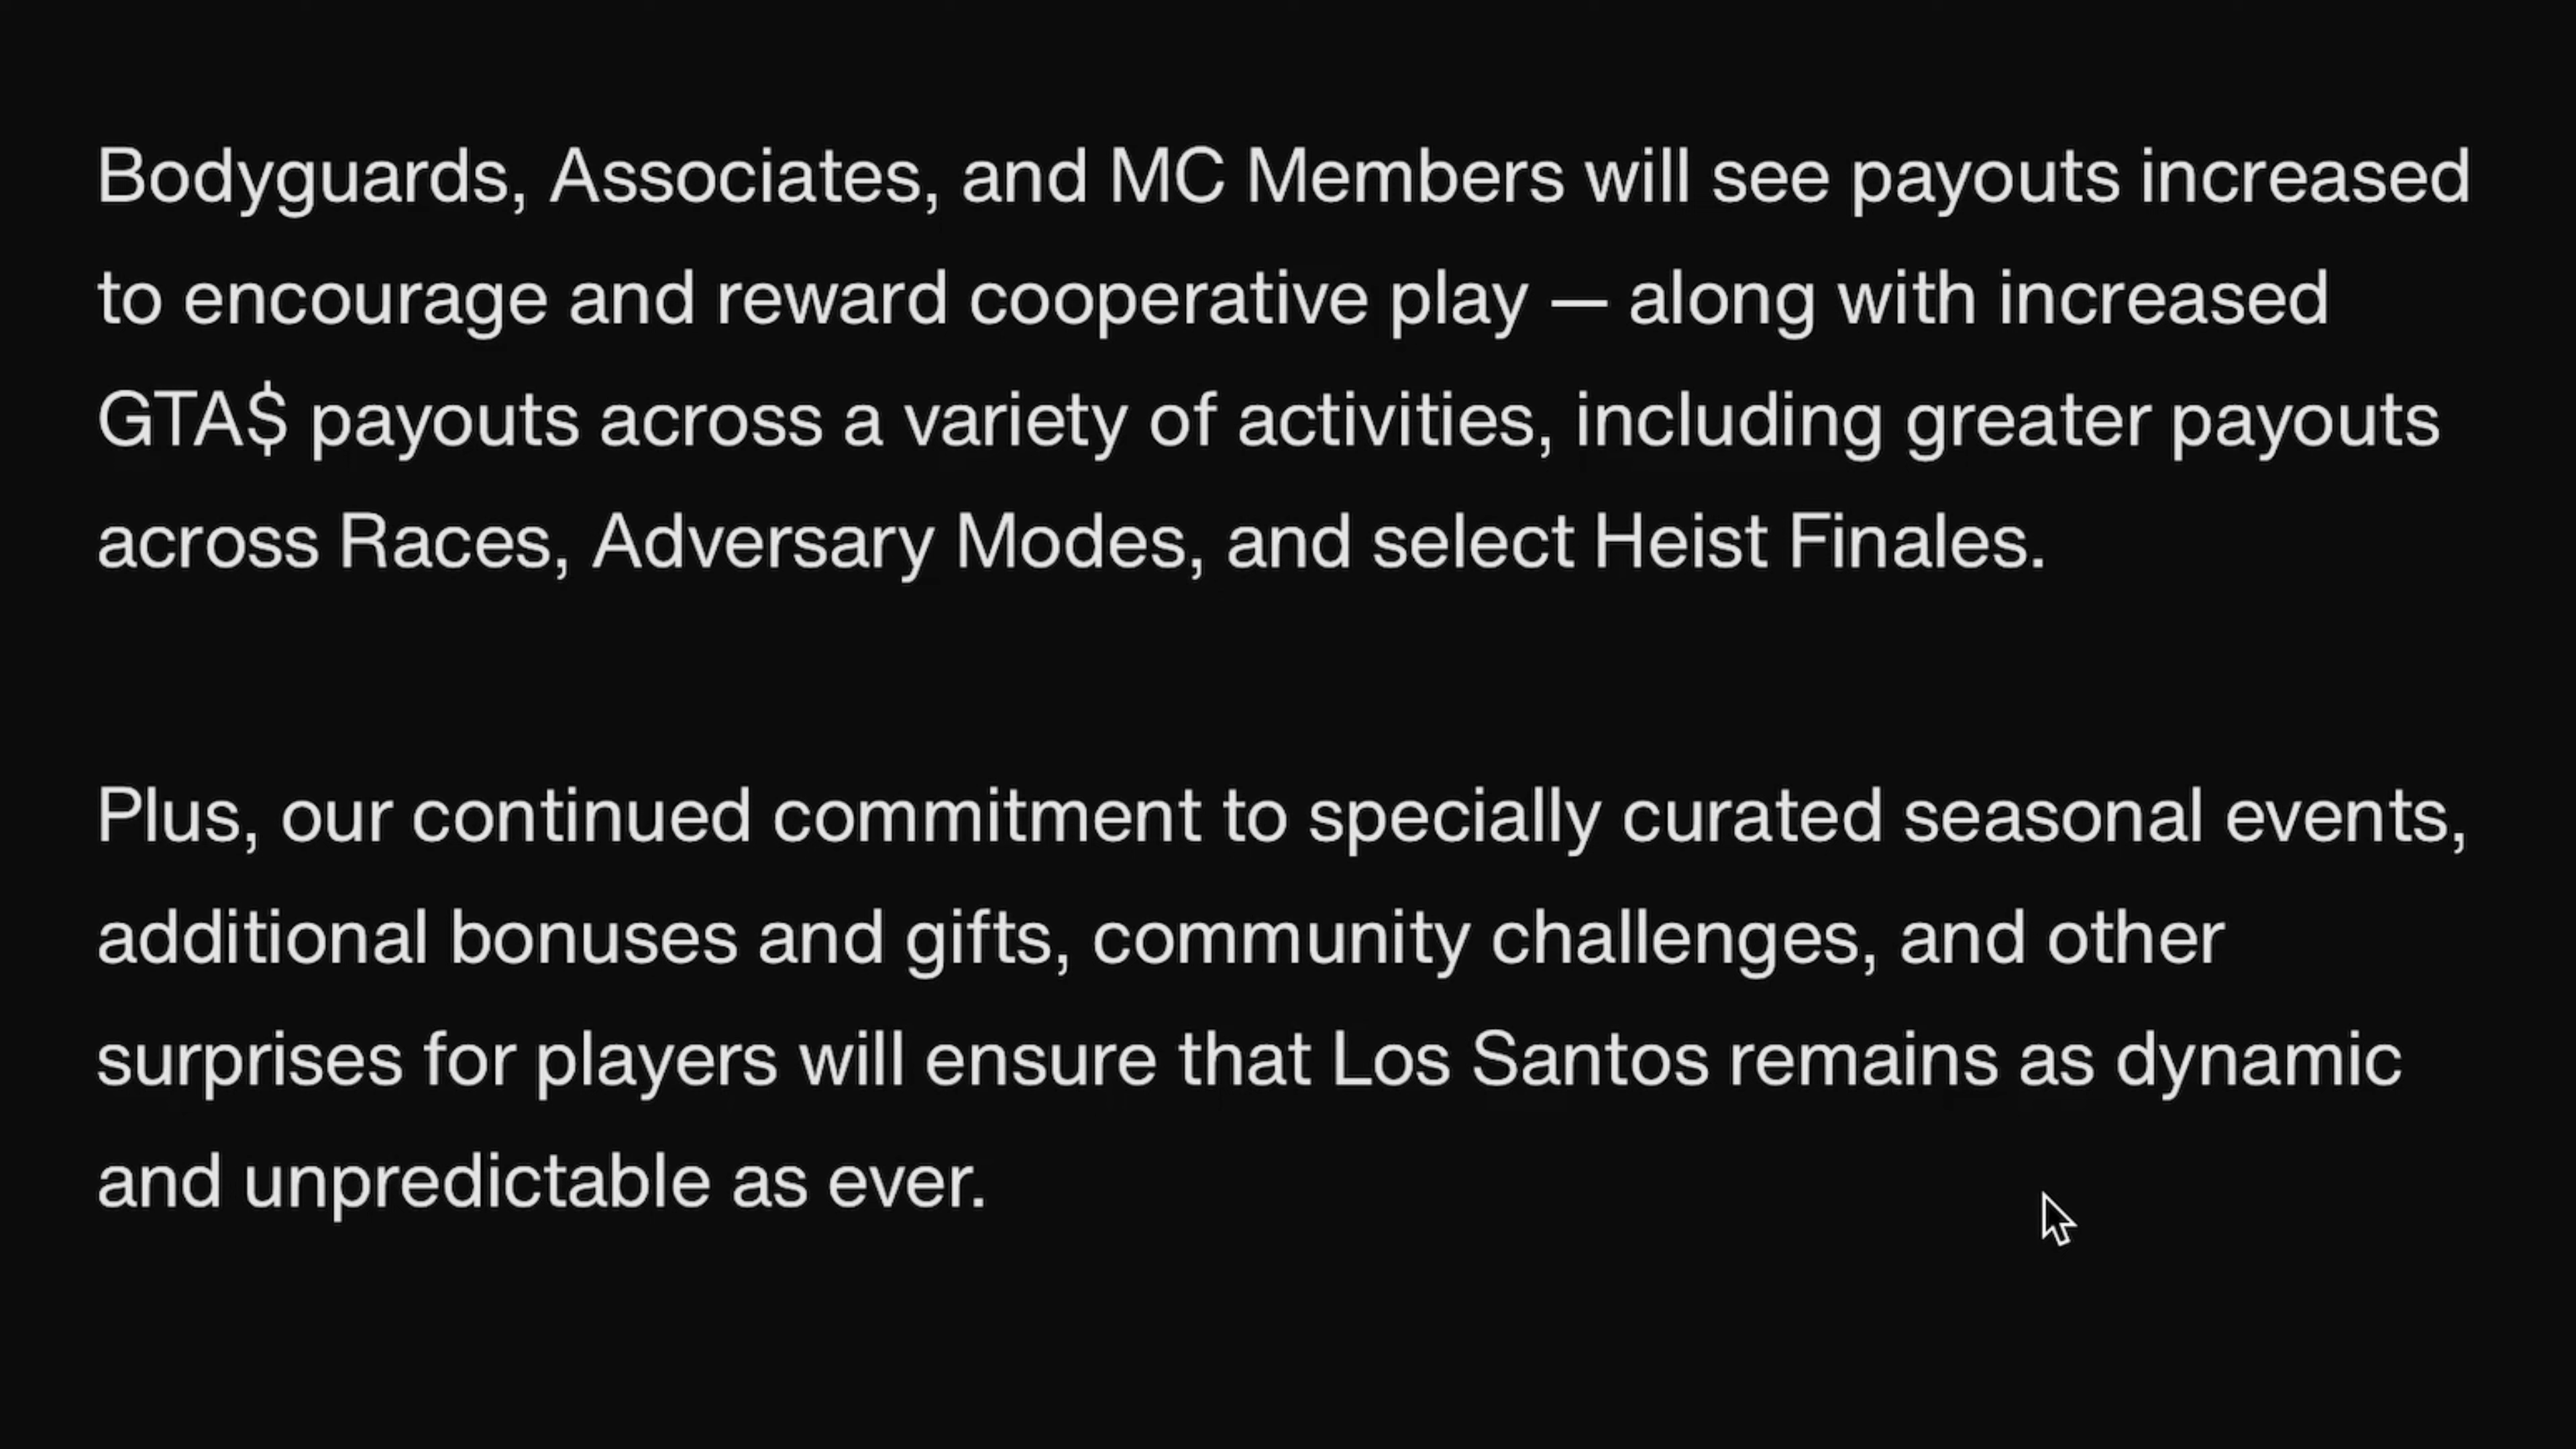 Bodyguards, Associates, and MC Members will see payouts increased
to encourage and reward cooperative play — along with increased
GTA$ payouts across a variety of activities, including greater payouts
across Races, Adversary Modes, and select Heist Finales.
Plus, our continued commitment to specially curated seasonal events,
additional bonuses and gifts, community challenges, and other
surprises for players will ensure that Los Santos remains as dynamic
and unpredictable as ever.